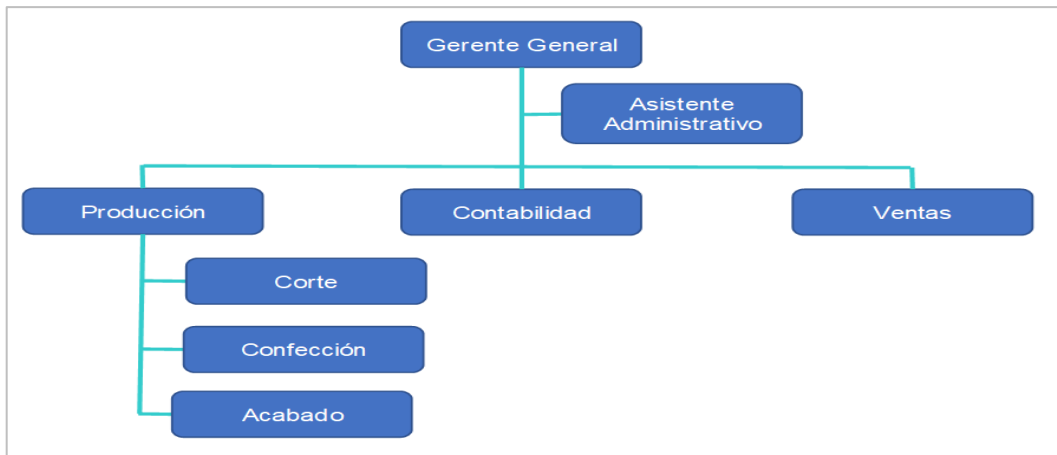 Gerente General
Asistente
Administrativo
Producción
Contabilidad
Ventas
Corte
Confección
Acabado